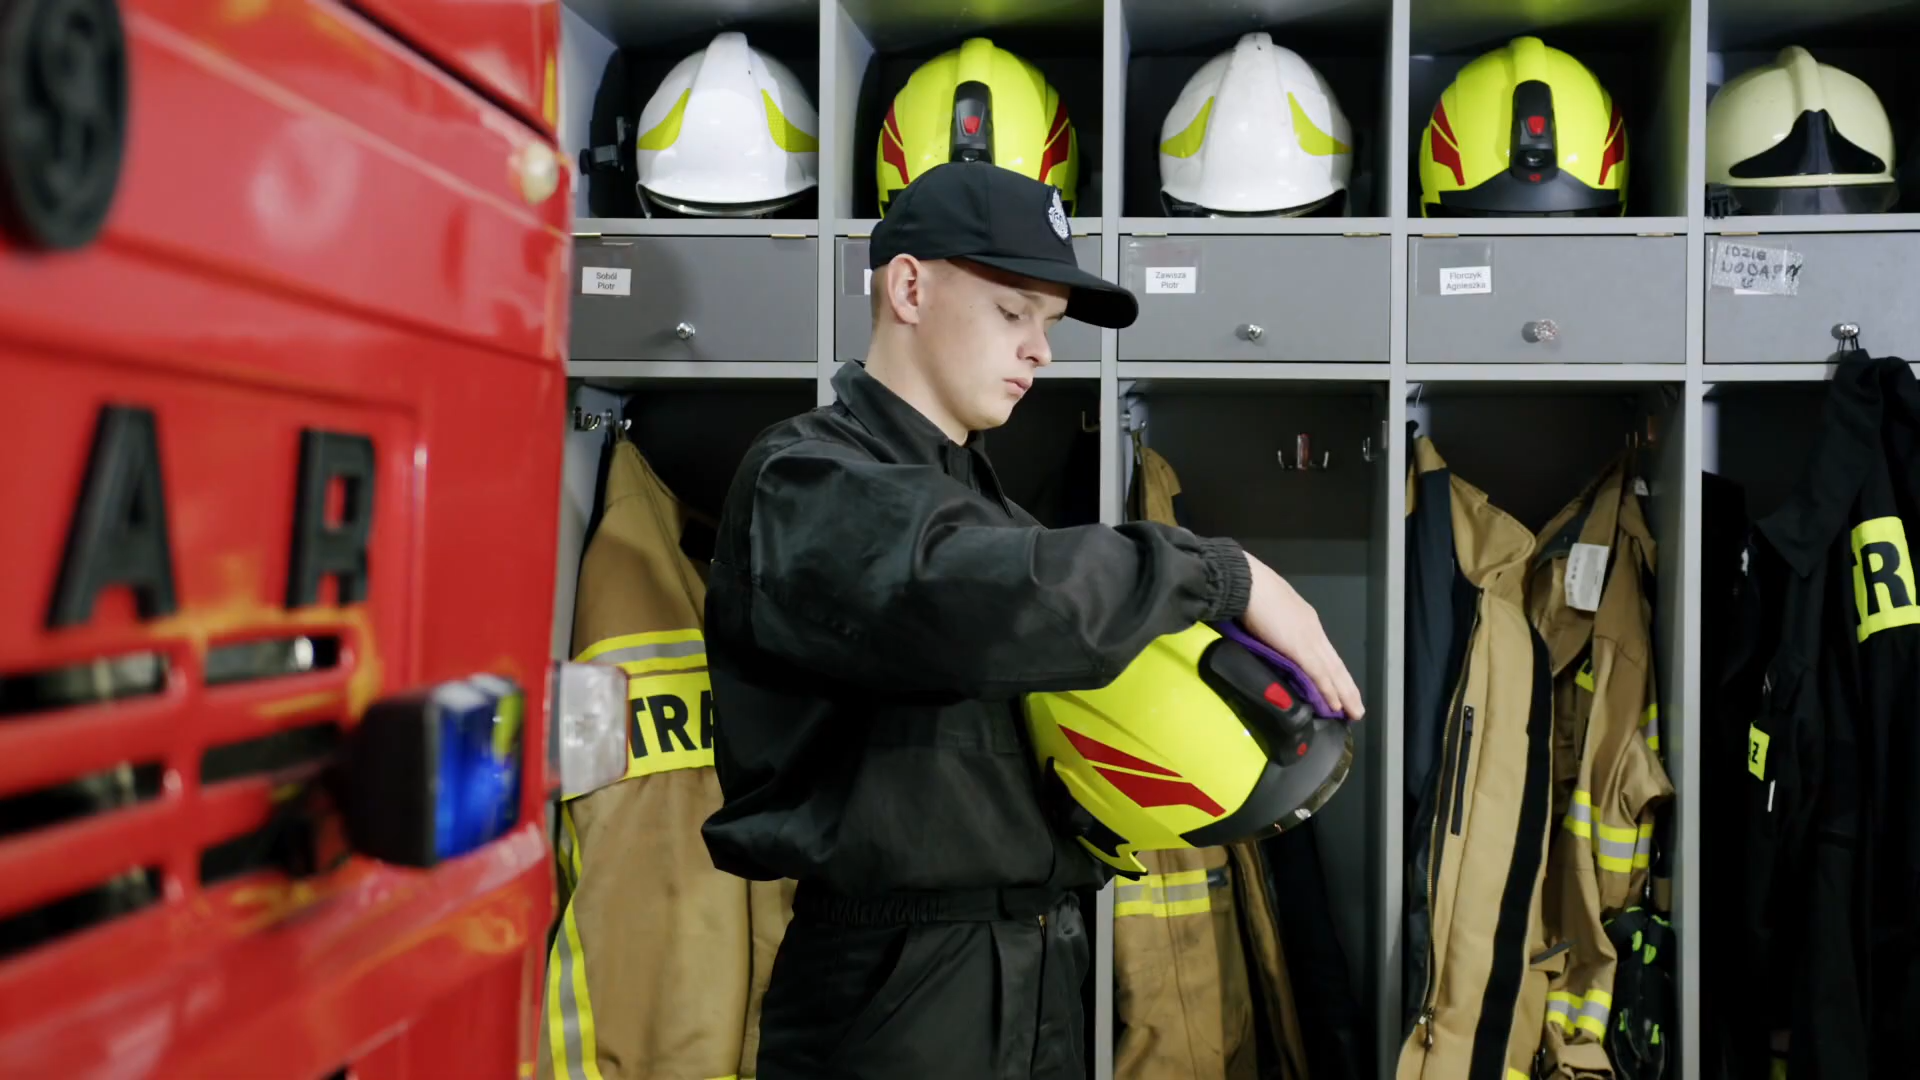 A R
Soból
Piotr
Zawisza
Piotr
Florczyk
Agnieszka
TRA
TR
Z